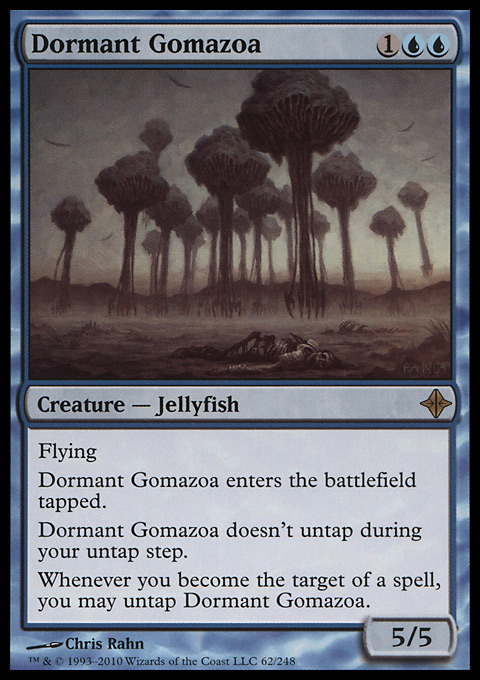 Dormant Gomazoa 1
Creature — Jellyfish
Flying
Dormant Gomazoa enters the battlefield
tapped.
Dormant Gomazoa doesn't untap during
your untap step.
Whenever you become the target of a spell,
you may untap Dormant Gomazoa.
5/5
Chris Rahn
™ & © 1993–2010 Wizards of the Coast LLC 62/248